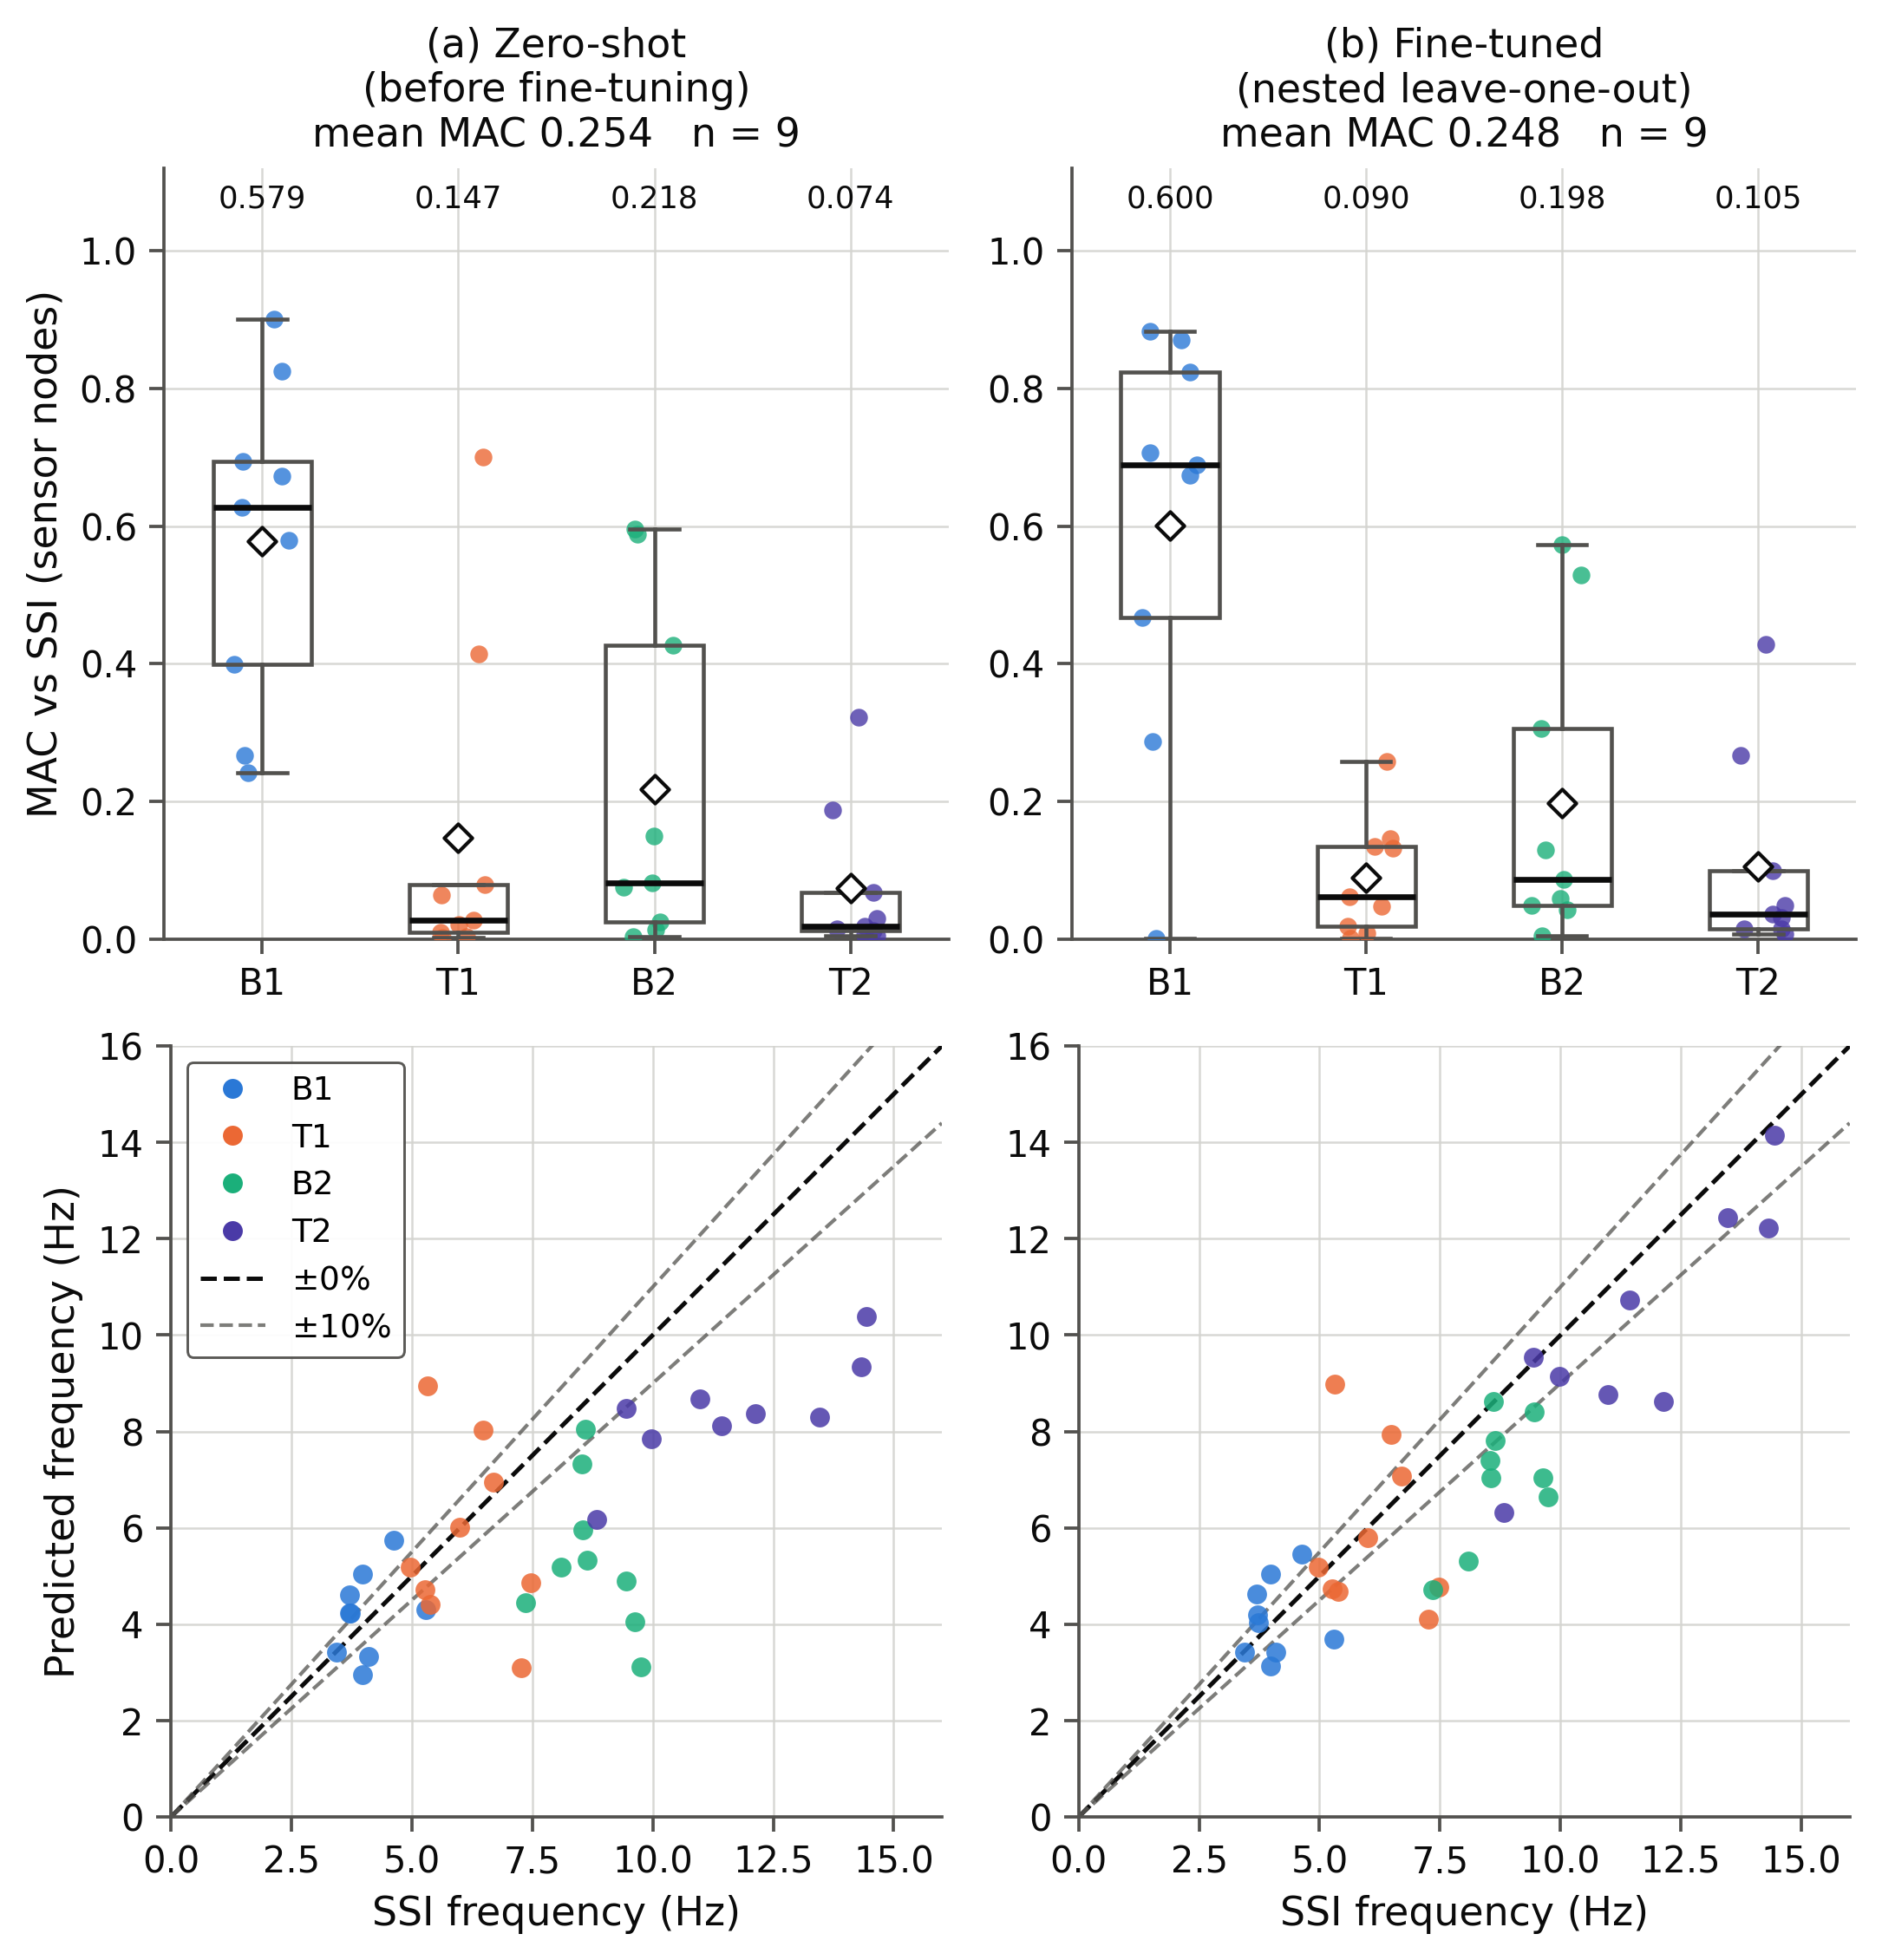 (a) Zero-shot
(before fine-tuning)
mean MAC 0.254   n = 9
(b) Fine-tuned
(nested leave-one-out)
mean MAC 0.248   n = 9
MAC vs SSI (sensor nodes)
0.579 0.147 0.218 0.074
1.0
0.8
0.6
0.4
0.2
0.0
B1 T1 B2 T2
0.600 0.090 0.198 0.105
1.0
0.8
0.6
0.4
0.2
0.0
B1 T1 B2 T2
Predicted frequency (Hz)
16
14
12
10
8
6
4
2
0
B1
T1
B2
T2
±0%
±10%
0.0 2.5 5.0 7.5 10.0 12.5 15.0
SSI frequency (Hz)
16
14
12
10
8
6
4
2
0
0.0 2.5 5.0 7.5 10.0 12.5 15.0
SSI frequency (Hz)